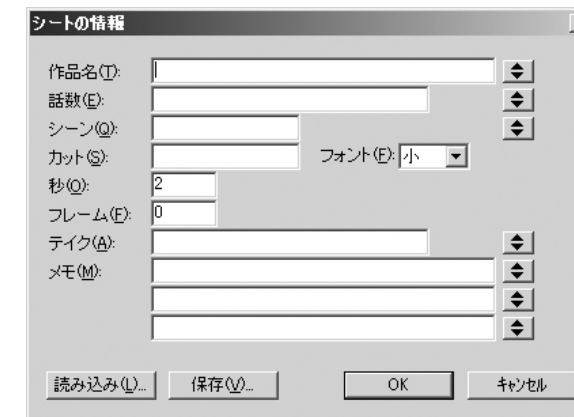 シートの情報
作品名(T):
話数(E):
シーン(Q):
カット(S): フォント(F): 小
秒(O): 2
フレーム(F): 0
テイク(A):
メモ(M):
読み込み(L)... 保存(V)... OK キャンセル